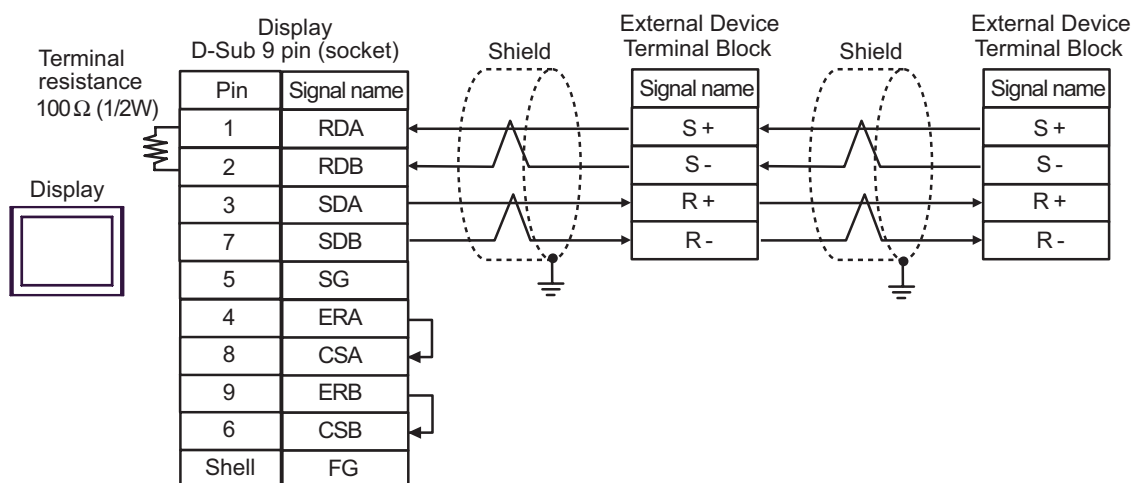 Terminal
resistance
100Ω (1/2W)
Display
Display
D-Sub 9 pin (socket)
Pin Signal name
1 RDA
2 RDB
3 SDA
7 SDB
5 SG
4 ERA
8 CSA
9 ERB
6 CSB
Shell FG
Shield
External Device
Terminal Block
Signal name
S +
S -
R +
R -
Shield
External Device
Terminal Block
Signal name
S +
S -
R +
R -